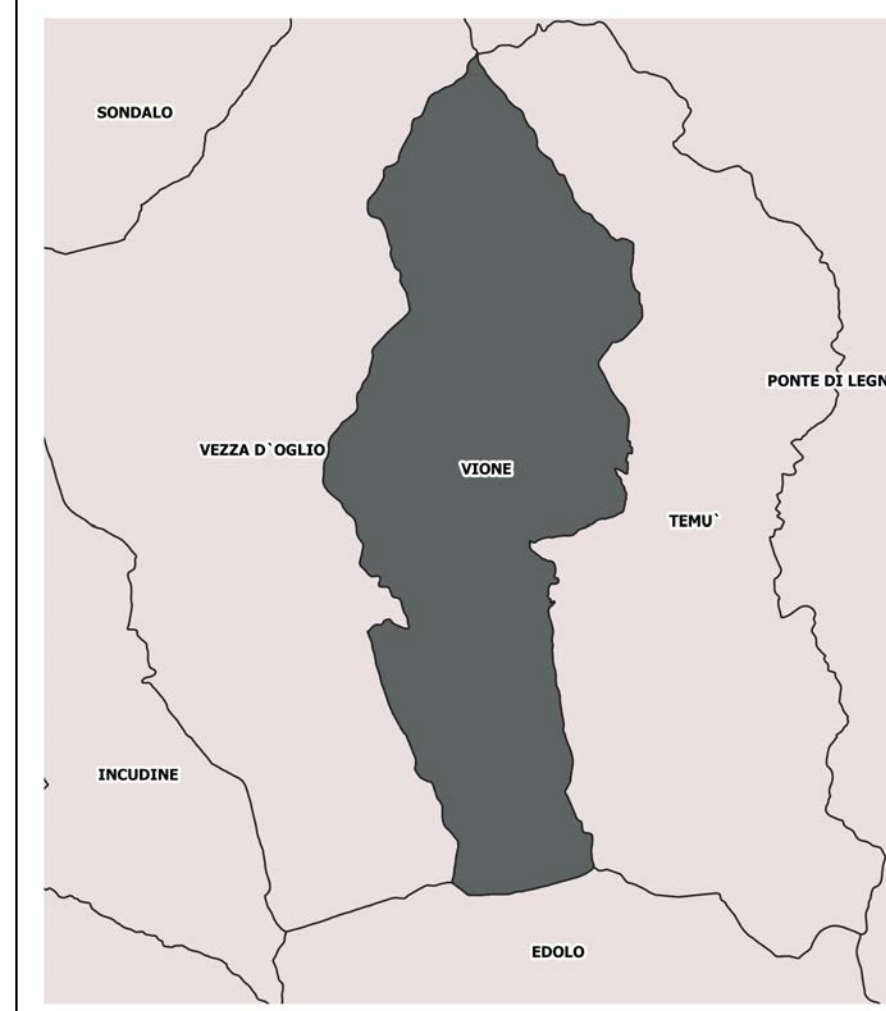 SONDALO
PONTE DI LEGN
VEZZA D`OGLIO
VIONE
TEMU`
INCUDINE
EDOLO